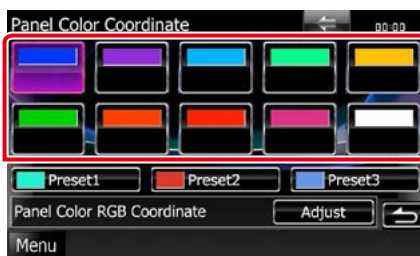 Panel Color Coordinate 00:00
Preset1 Preset2 Preset3
Panel Color RGB Coordinate Adjust
Menu